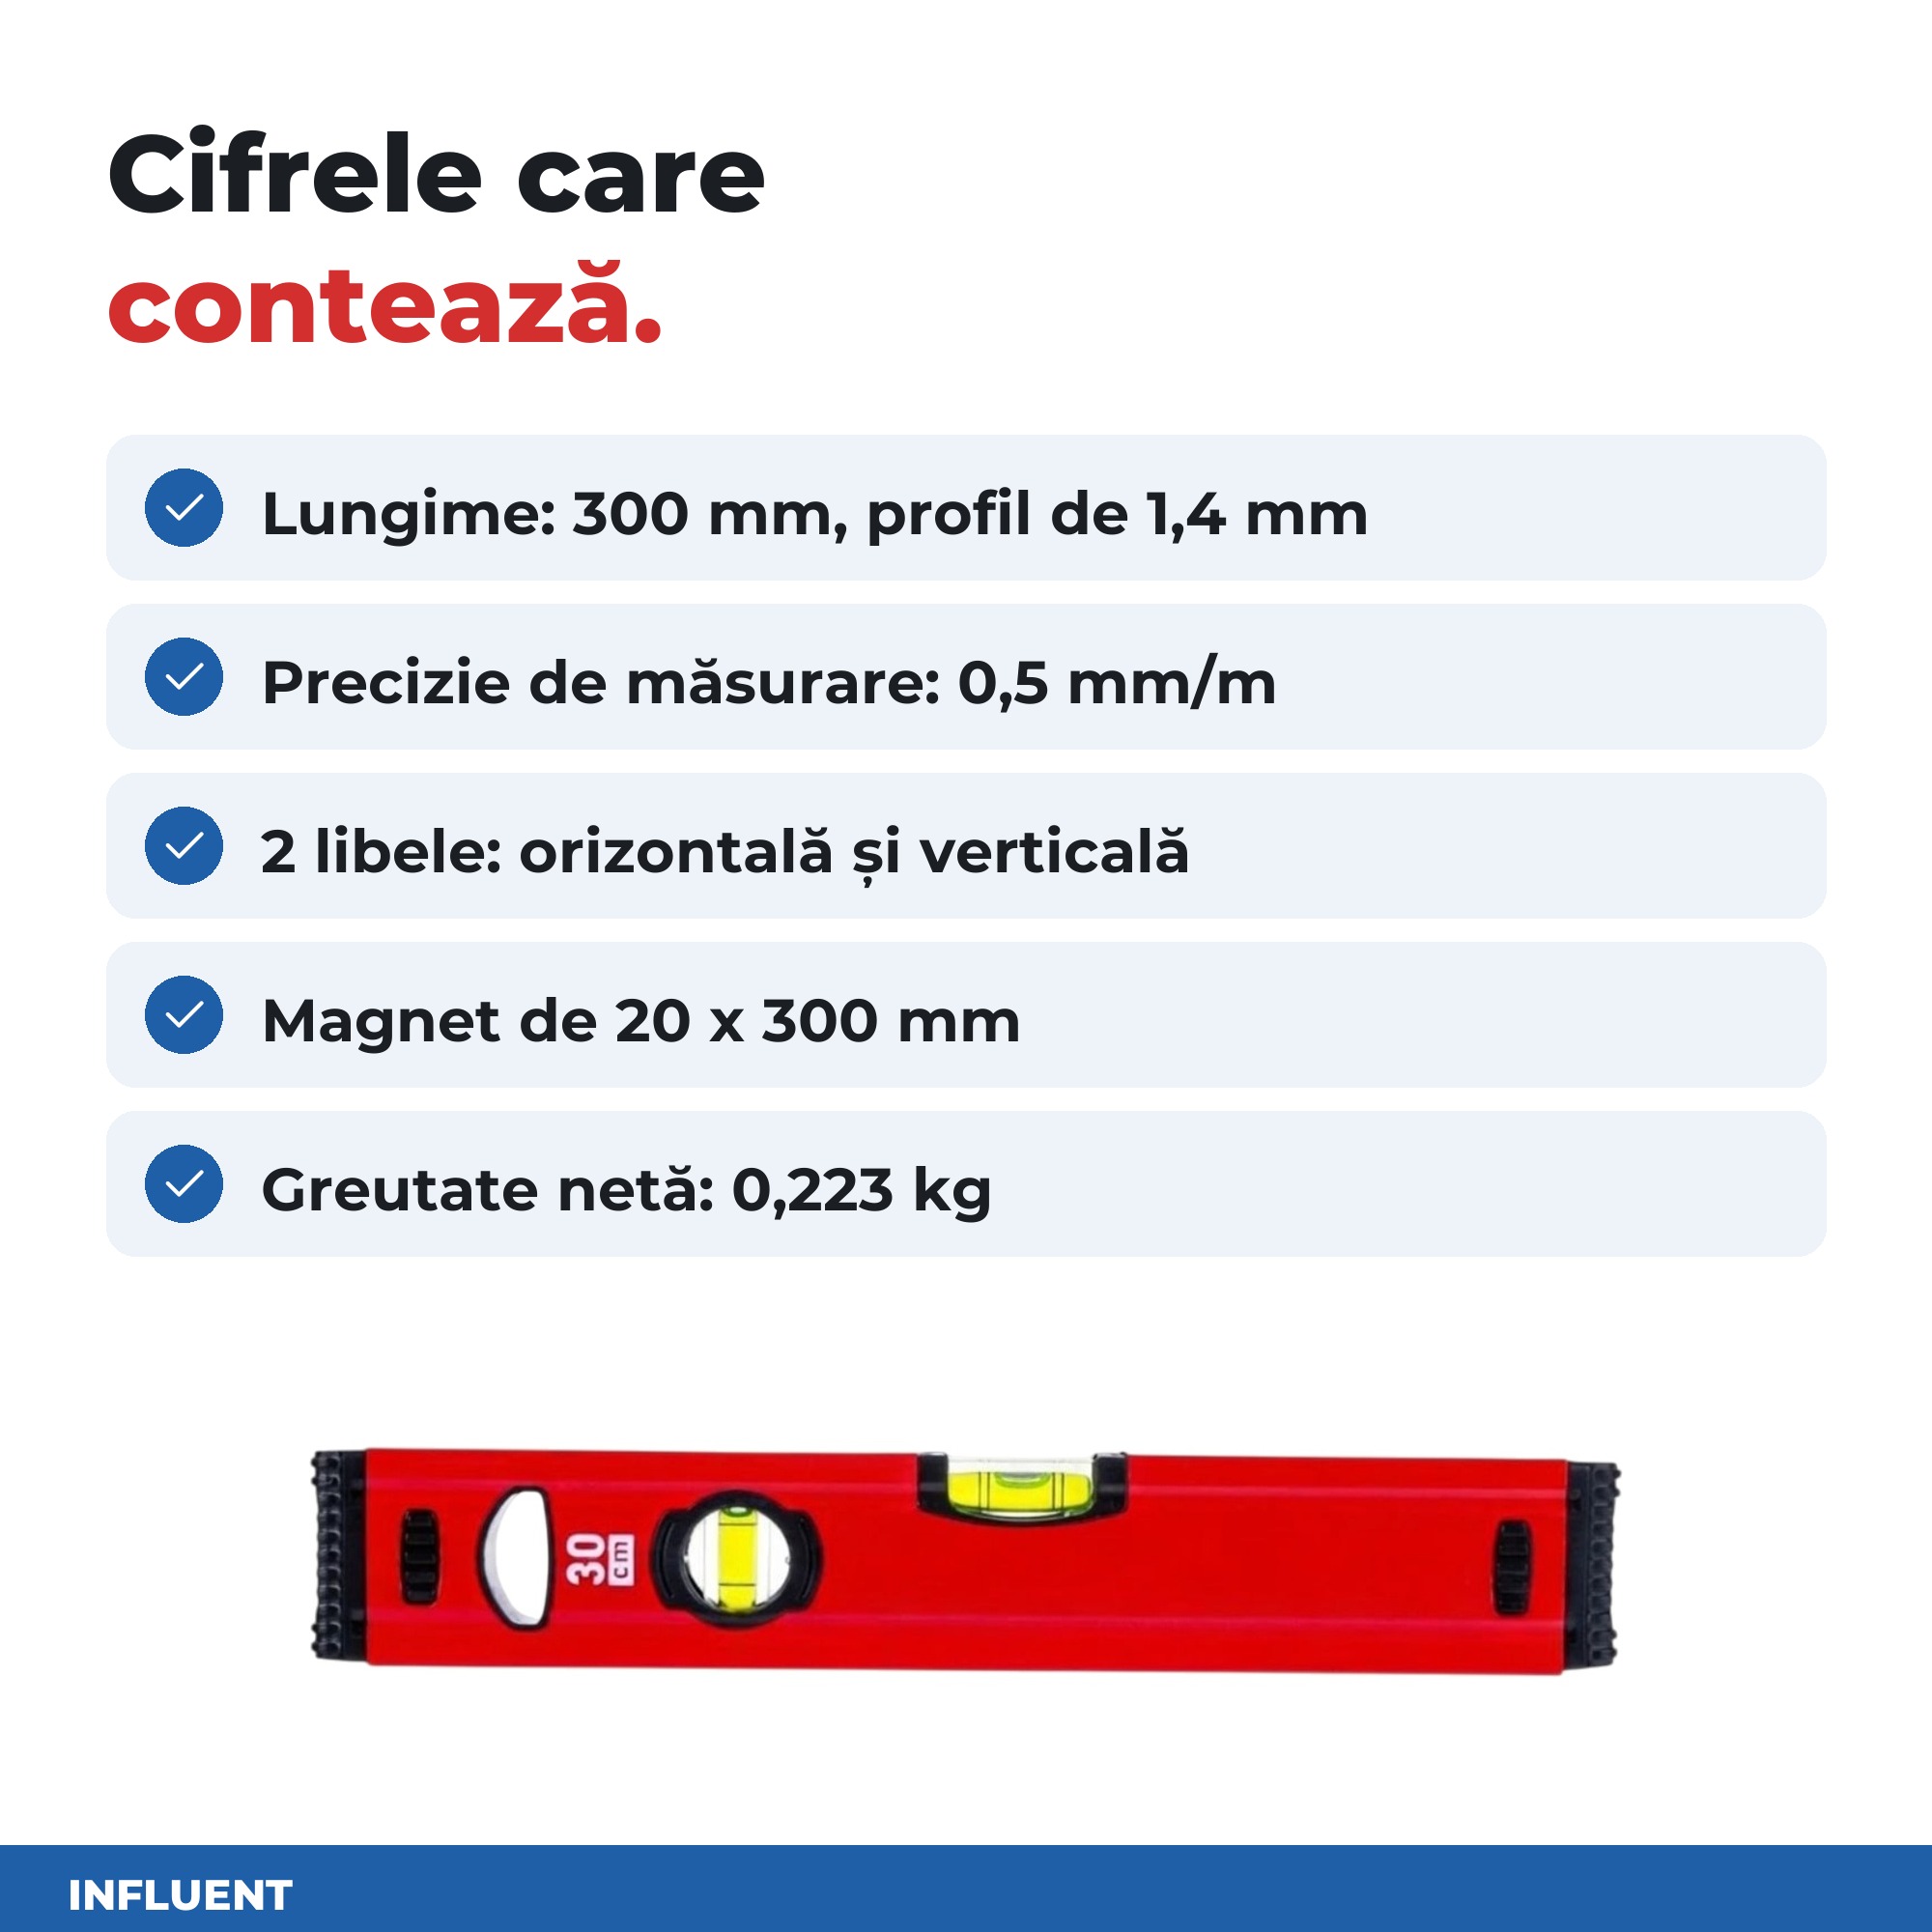 Cifrele care
contează.
Lungime: 300 mm, profil de 1,4 mm
Precizie de măsurare: 0,5 mm/m
2 libele: orizontală și verticală
Magnet de 20 x 300 mm
Greutate netă: 0,223 kg
30
cm
INFLUENT